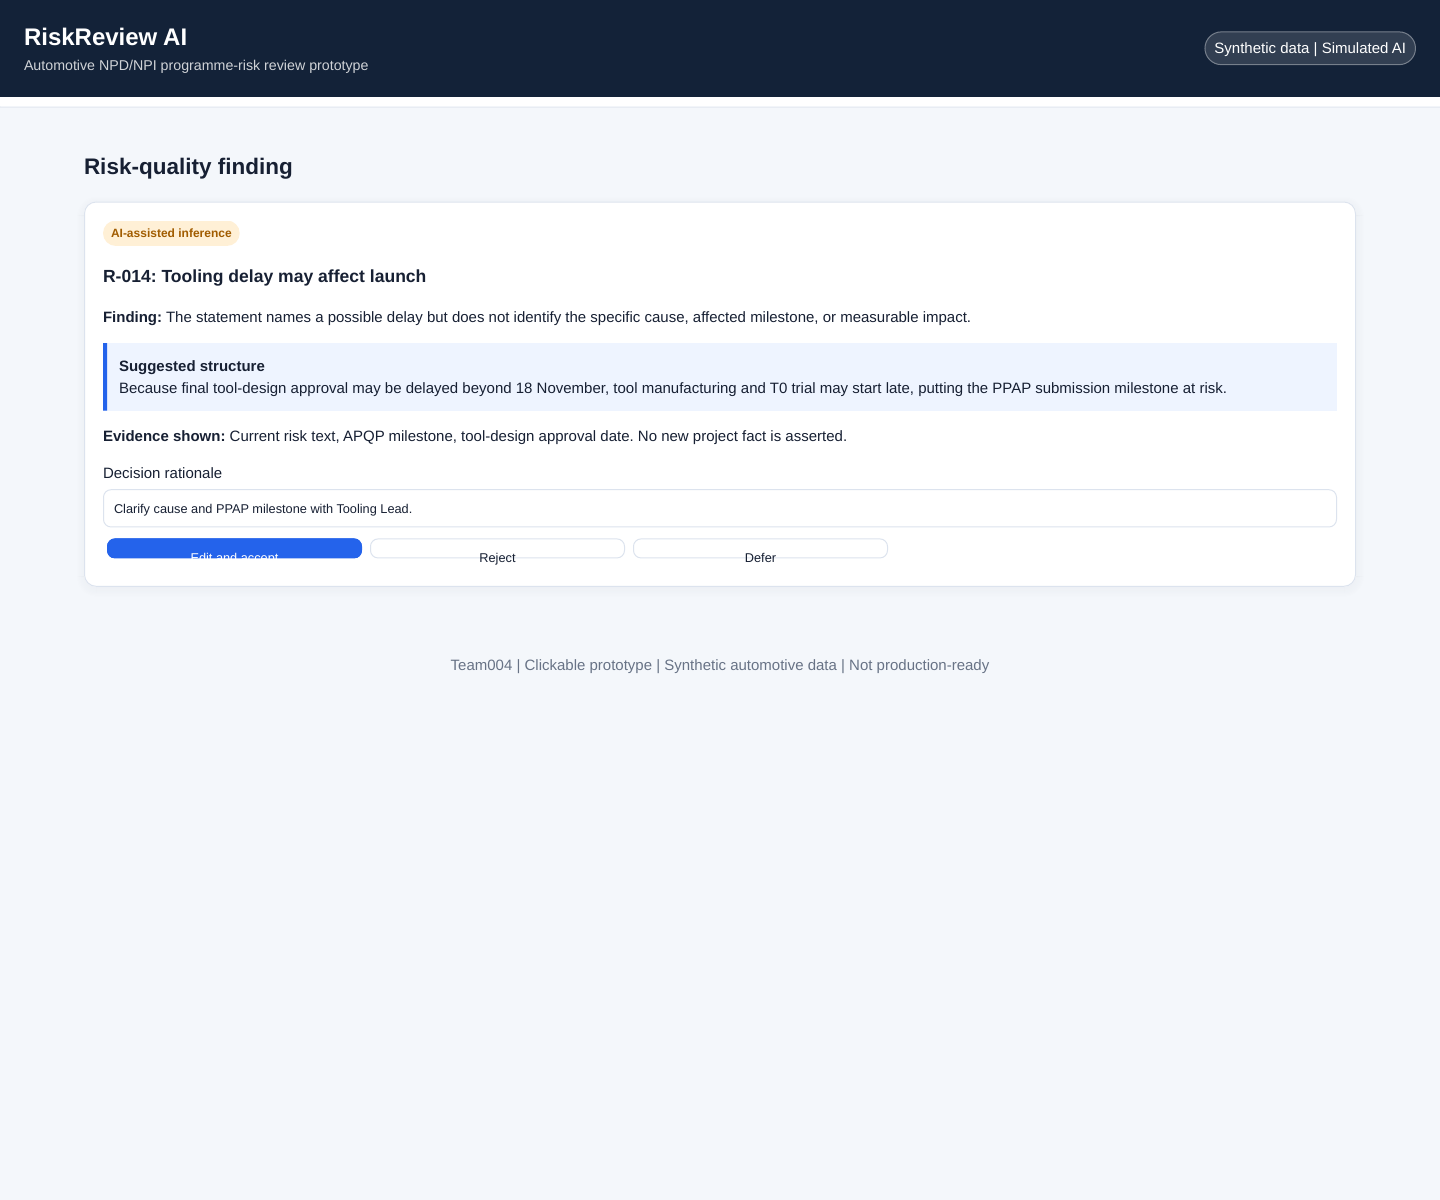 RiskReview AI
Automotive NPD/NPI programme-risk review prototype
Synthetic data | Simulated AI
Risk-quality finding
AI-assisted inference
R-014: Tooling delay may affect launch
Finding: The statement names a possible delay but does not identify the specific cause, affected milestone, or measurable impact.
Suggested structure
Because final tool-design approval may be delayed beyond 18 November, tool manufacturing and T0 trial may start late, putting the PPAP submission milestone at risk.
Evidence shown: Current risk text, APQP milestone, tool-design approval date. No new project fact is asserted.
Decision rationale
Clarify cause and PPAP milestone with Tooling Lead.
Edit and accept
Reject
Defer
Team004 | Clickable prototype | Synthetic automotive data | Not production-ready